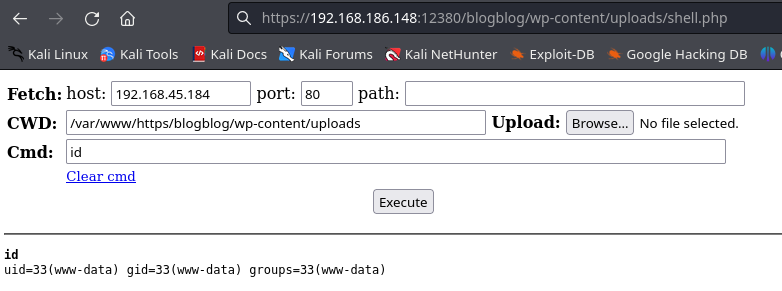 https://192.168.186.148:12380/blogblog/wp-content/uploads/shell.php
Kali Linux Kali Tools Kali Docs Kali Forums Kali NetHunter Exploit-DB Google Hacking DB
Fetch: host: 192.168.45.184 port: 80 path:
CWD: /var/www/https/blogblog/wp-content/uploads Upload: Browse... No file selected.
Cmd: id
Clear cmd
Execute
id
uid=33(www-data) gid=33(www-data) groups=33(www-data)